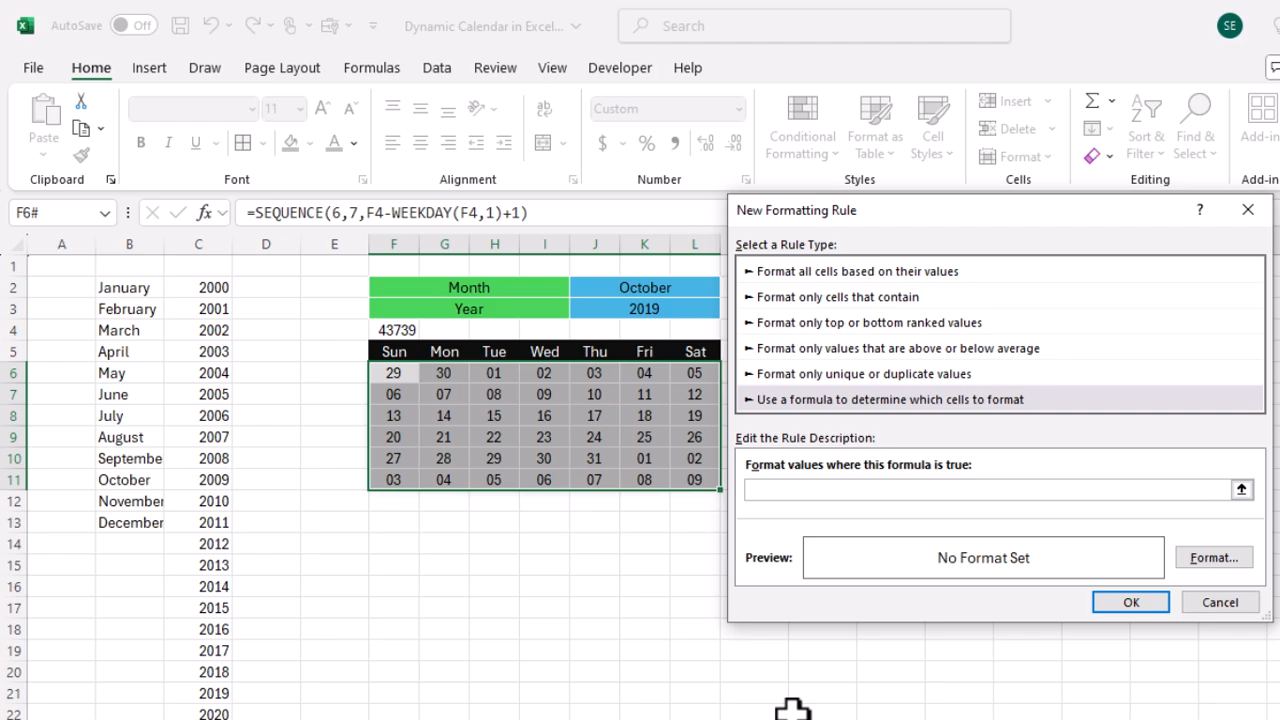 AutoSave Off Dynamic Calendar in Excel... Search SE
File Home Insert Draw Page Layout Formulas Data Review View Developer Help
Paste
11
B I U A
ab
Custom
$ % 9
Conditional Formatting
Format as Table
Cell Styles
Insert
Delete
Format
Sort & Filter
Find & Select
Add-in
Clipboard Font Alignment Number Styles Cells Editing Add-in
F6# fx =SEQUENCE(6,7,F4-WEEKDAY(F4,1)+1)
A B C D E F G H I J K L
1
2 January 2000 Month October
3 February 2001 Year 2019
4 March 2002 43739
5 April 2003 Sun Mon Tue Wed Thu Fri Sat
6 May 2004 29 30 01 02 03 04 05
7 June 2005 06 07 08 09 10 11 12
8 July 2006 13 14 15 16 17 18 19
9 August 2007 20 21 22 23 24 25 26
10 Septembe 2008 27 28 29 30 31 01 02
11 October 2009 03 04 05 06 07 08 09
12 November 2010
13 December 2011
14 2012
15 2013
16 2014
17 2015
18 2016
19 2017
20 2018
21 2019
22 2020
New Formatting Rule ?
Select a Rule Type:
► Format all cells based on their values
► Format only cells that contain
► Format only top or bottom ranked values
► Format only values that are above or below average
► Format only unique or duplicate values
► Use a formula to determine which cells to format
Edit the Rule Description:
Format values where this formula is true:
Preview: No Format Set Format...
OK Cancel